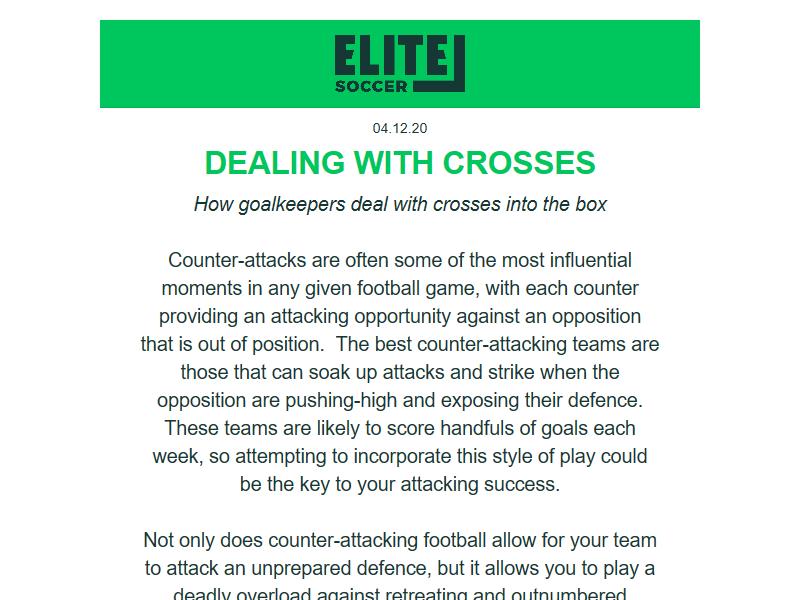 ELITE
SOCCER
04.12.20
DEALING WITH CROSSES
How goalkeepers deal with crosses into the box
Counter-attacks are often some of the most influential
moments in any given football game, with each counter
providing an attacking opportunity against an opposition
that is out of position.  The best counter-attacking teams are
those that can soak up attacks and strike when the
opposition are pushing-high and exposing their defence.
These teams are likely to score handfuls of goals each
week, so attempting to incorporate this style of play could
be the key to your attacking success.
Not only does counter-attacking football allow for your team
to attack an unprepared defence, but it allows you to play a
deadly overload against retreating and outnumbered